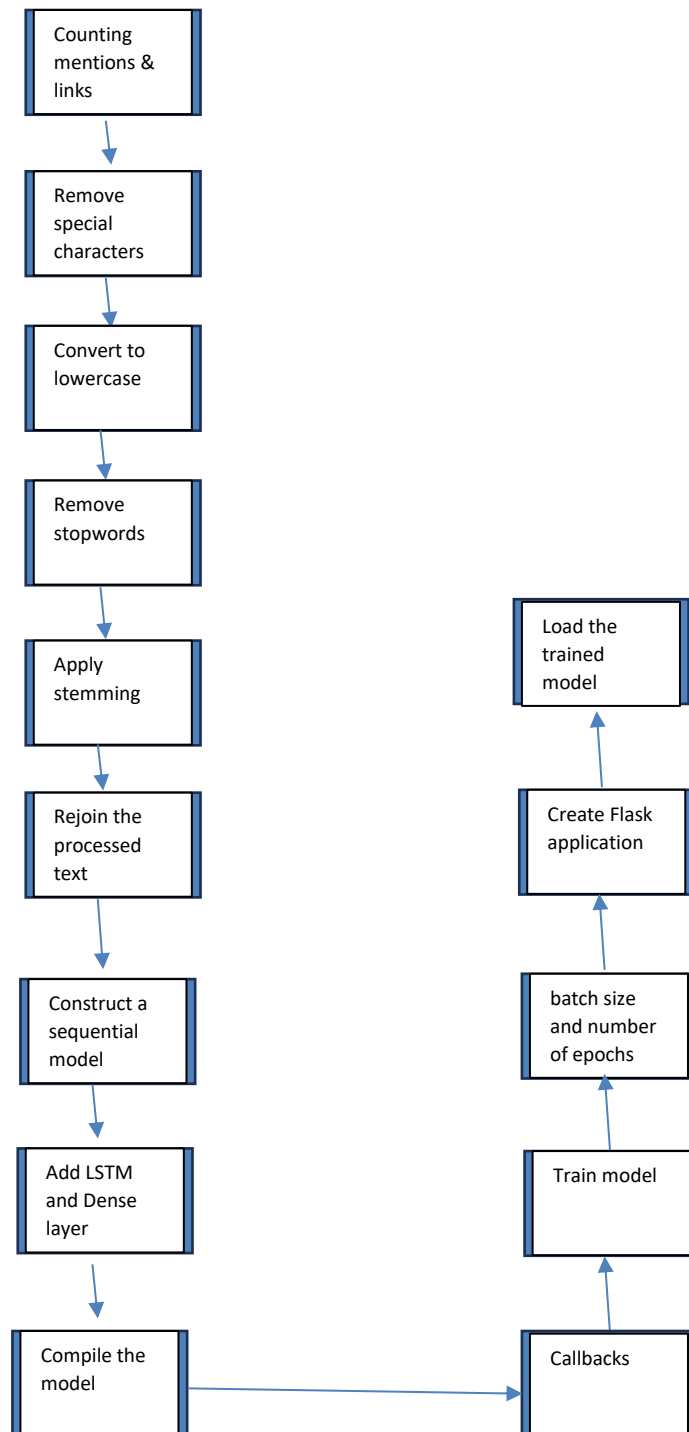 Counting
mentions &
links
Remove
special
characters
Convert to
lowercase
Remove
stopwords
Apply
stemming
Rejoin the
processed
text
Construct a
sequential
model
Add LSTM
and Dense
layer
Compile the
model
Callbacks
Train model
batch size
and number
of epochs
Create Flask
application
Load the
trained
model